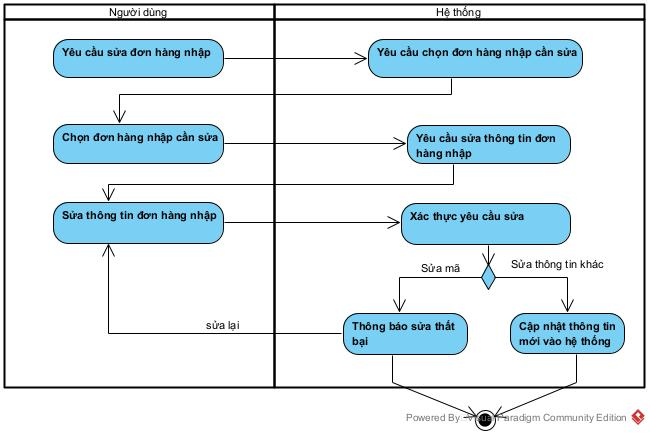 Người dùng
Hệ thống
Yêu cầu sửa đơn hàng nhập
Yêu cầu chọn đơn hàng nhập cần sửa
Chọn đơn hàng nhập cần sửa
Yêu cầu sửa thông tin đơn
hàng nhập
Sửa thông tin đơn hàng nhập
Xác thực yêu cầu sửa
Sửa mã
Sửa thông tin khác
sửa lại
Thông báo sửa thất
bại
Cập nhật thông tin
mới vào hệ thống
Powered By: Visual Paradigm Community Edition